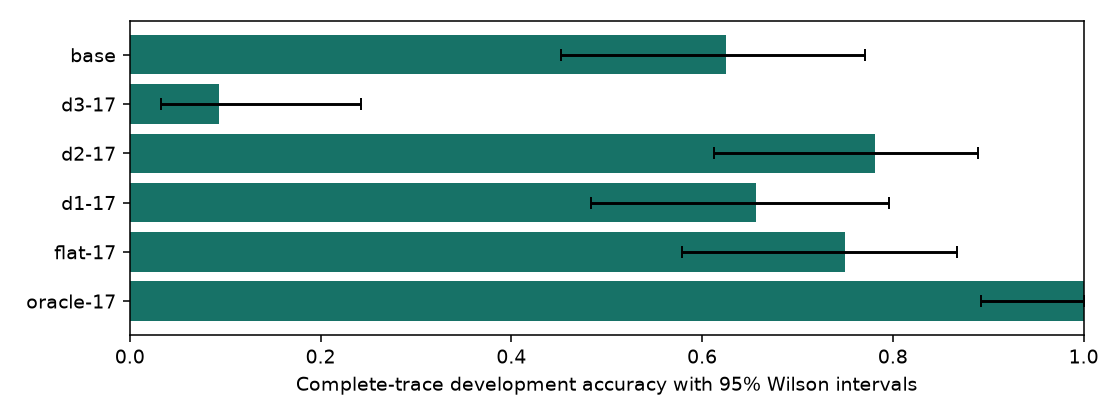 base
d3-17
d2-17
d1-17
flat-17
oracle-17
0.0 0.2 0.4 0.6 0.8 1.0
Complete-trace development accuracy with 95% Wilson intervals